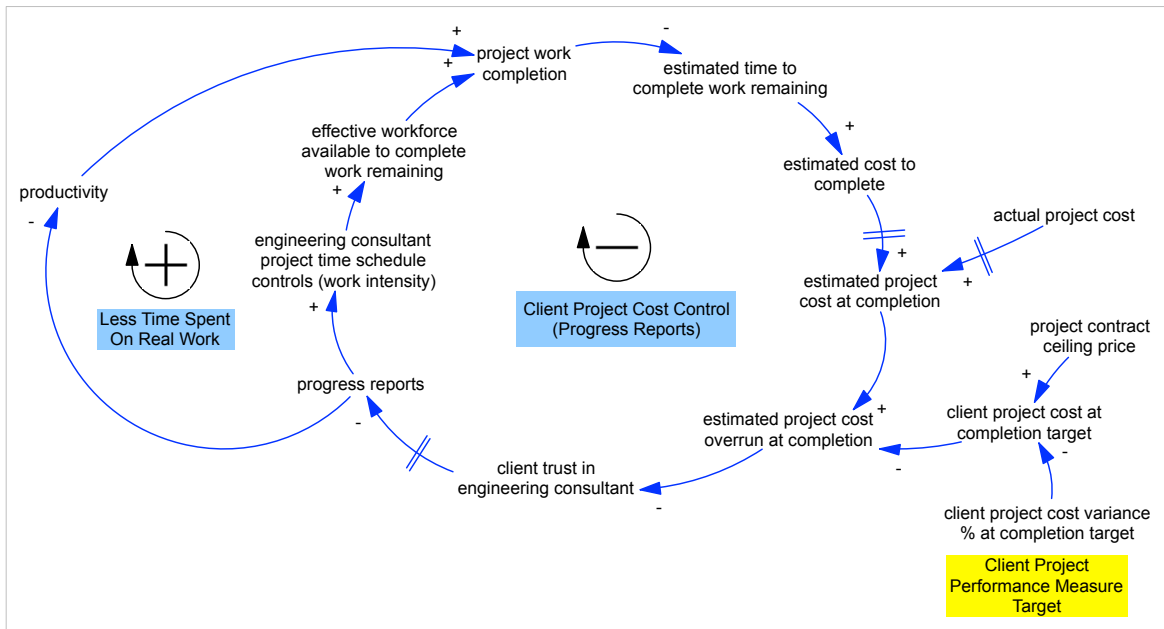 +
-
project work
completion
+
estimated time to
complete work remaining
effective workforce
available to complete
work remaining
+
estimated cost to
complete
+
productivity
-
actual project cost
engineering consultant
project time schedule
controls (work intensity)
+
−
+
estimated project
cost at completion
+
+
Less Time Spent
On Real Work
Client Project Cost Control
(Progress Reports)
project contract
ceiling price
progress reports
-
+
estimated project cost
overrun at completion
+
client project cost at
completion target
-
-
client trust in
engineering consultant
-
client project cost variance
% at completion target
Client Project
Performance Measure
Target